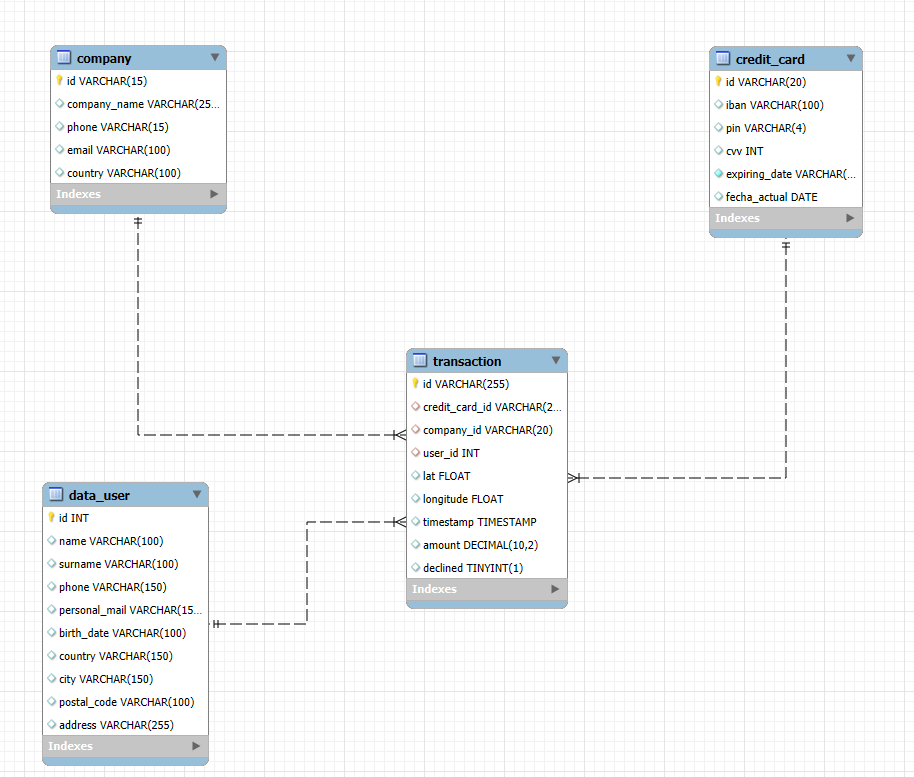 company
id VARCHAR(15)
company_name VARCHAR(25...
phone VARCHAR(15)
email VARCHAR(100)
country VARCHAR(100)
Indexes
credit_card
id VARCHAR(20)
iban VARCHAR(100)
pin VARCHAR(4)
cvv INT
expiring_date VARCHAR(...
fecha_actual DATE
Indexes
transaction
id VARCHAR(255)
credit_card_id VARCHAR(2...
company_id VARCHAR(20)
user_id INT
lat FLOAT
longitude FLOAT
timestamp TIMESTAMP
amount DECIMAL(10,2)
declined TINYINT(1)
Indexes
data_user
id INT
name VARCHAR(100)
surname VARCHAR(100)
phone VARCHAR(150)
personal_mail VARCHAR(15...
birth_date VARCHAR(100)
country VARCHAR(150)
city VARCHAR(150)
postal_code VARCHAR(100)
address VARCHAR(255)
Indexes